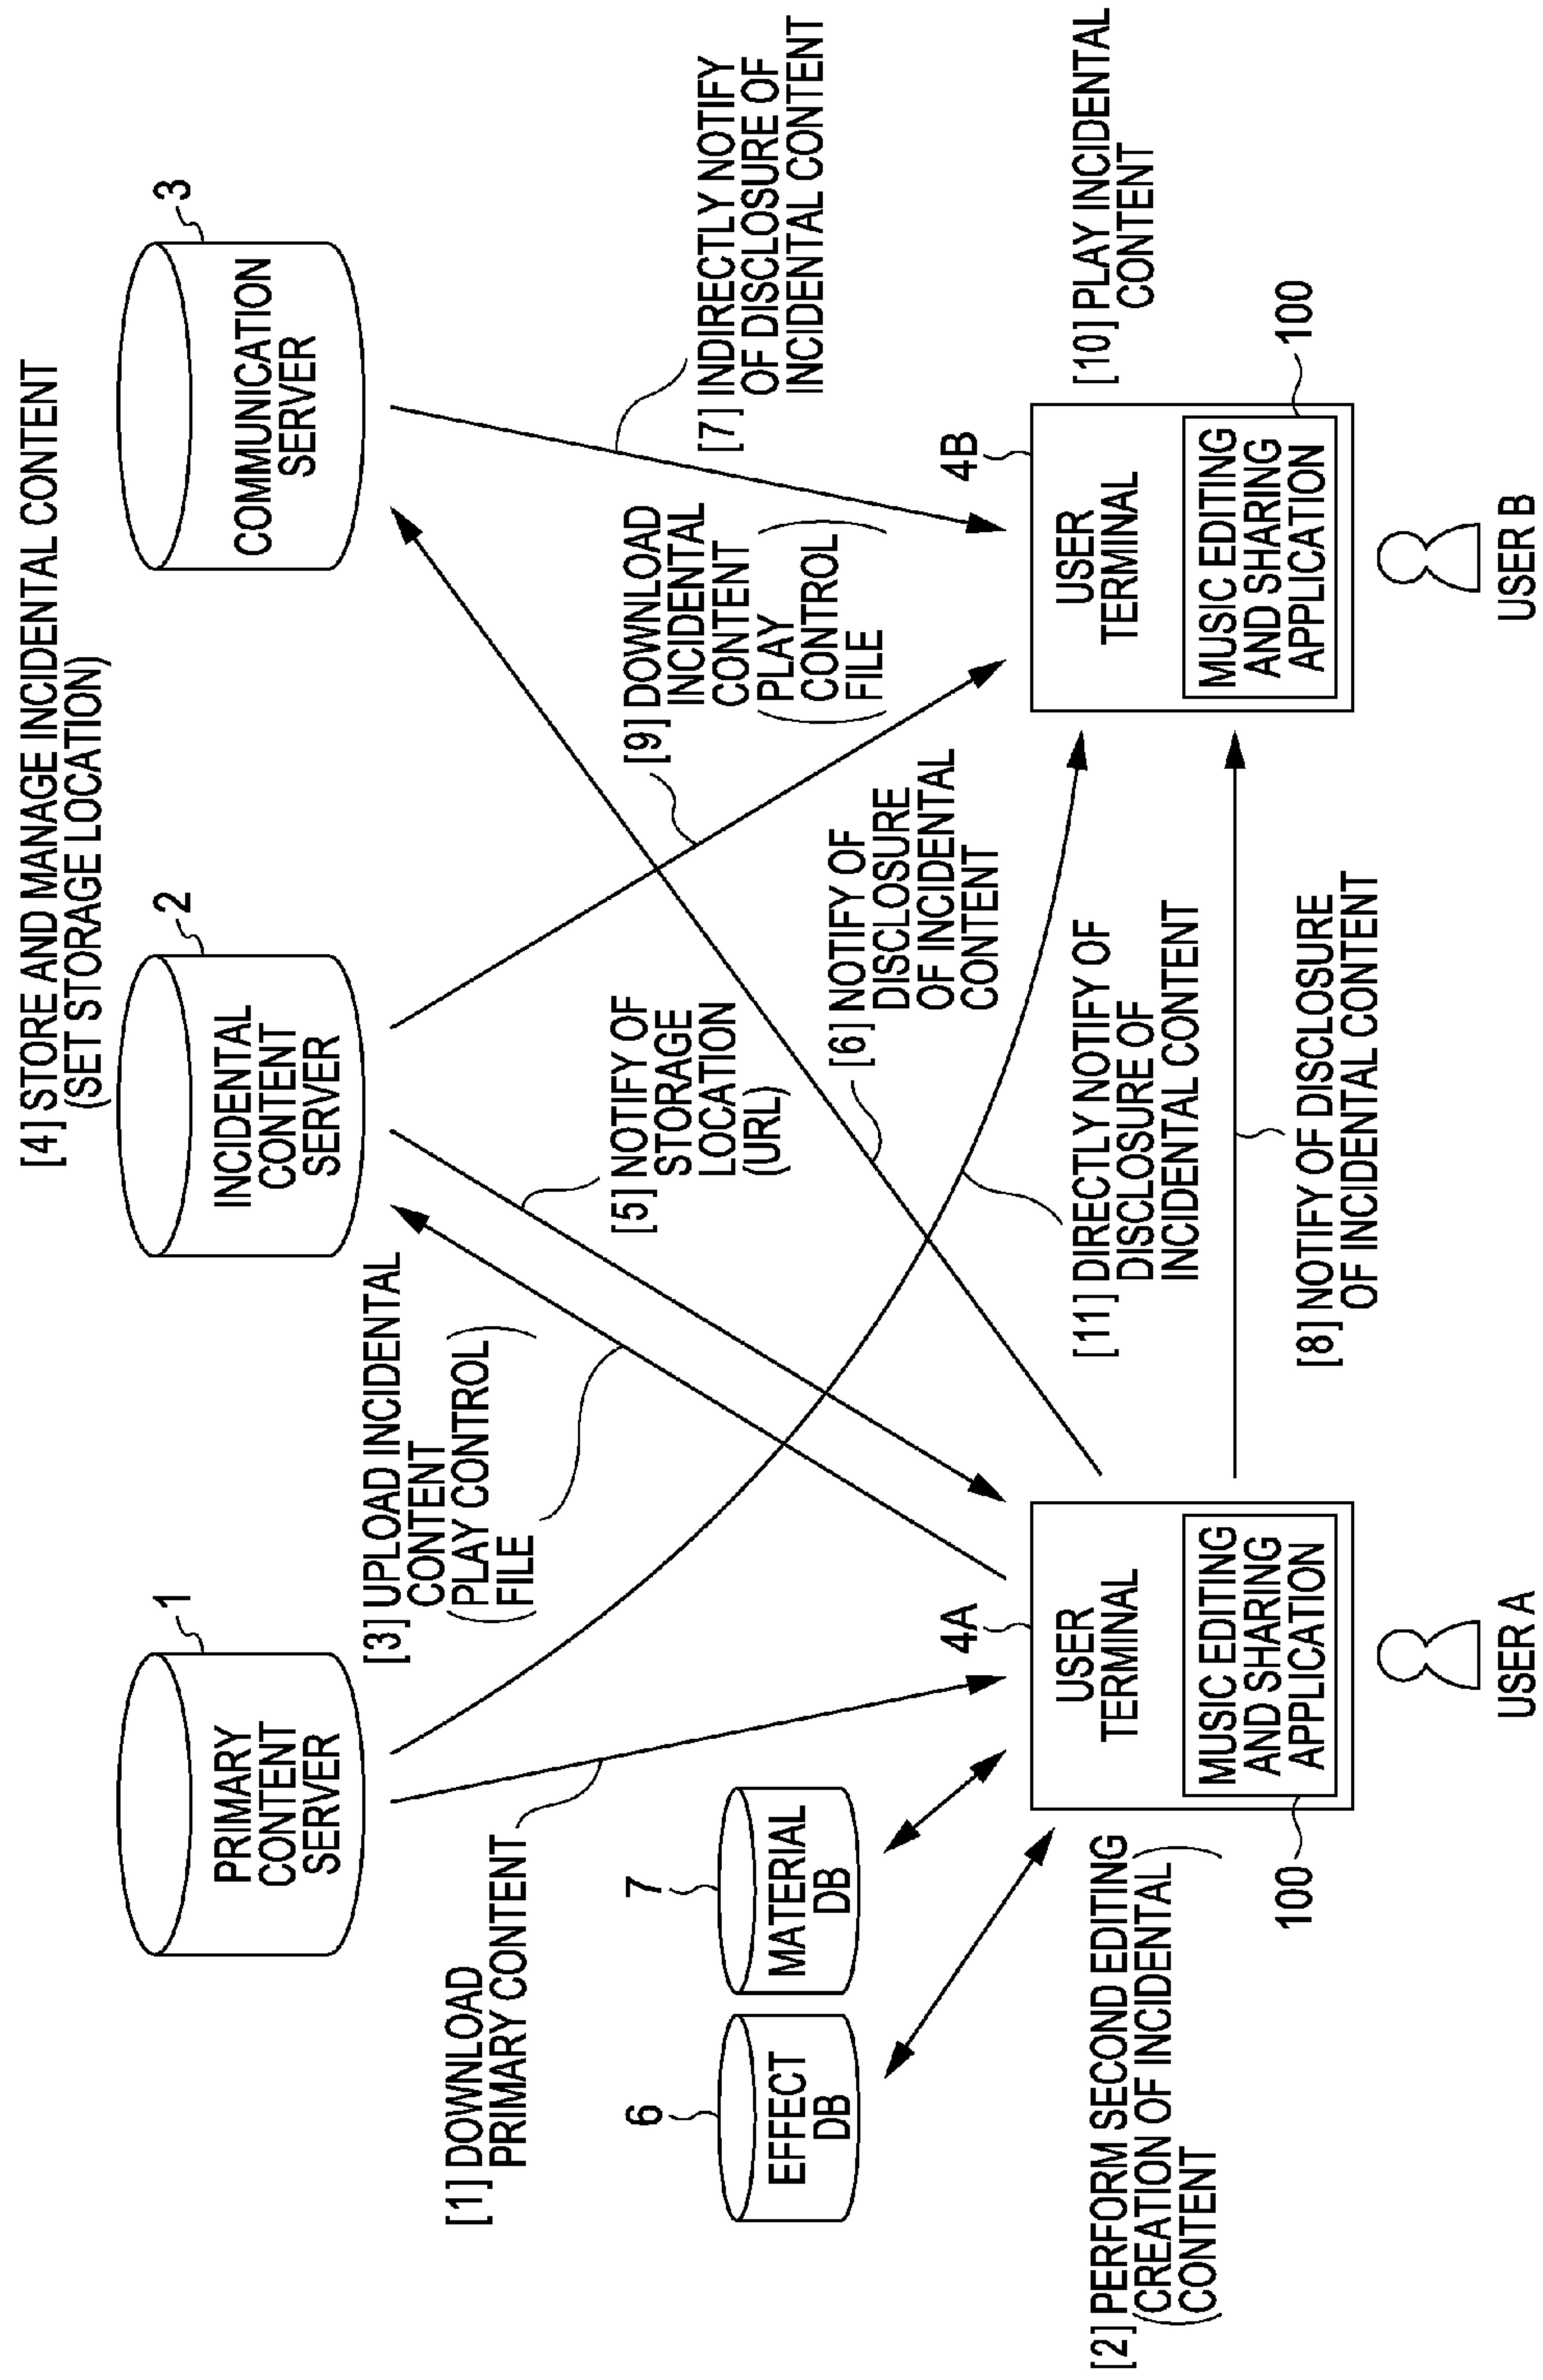 [4] STORE AND MANAGE INCIDENTAL CONTENT
(SET STORAGE LOCATION)
1
PRIMARY
CONTENT
SERVER
2
INCIDENTAL
CONTENT
SERVER
3
COMMUNICATION
SERVER
[1] DOWNLOAD
PRIMARY CONTENT
[3] UPLOAD INCIDENTAL
CONTENT
(PLAY CONTROL
FILE)
[5] NOTIFY OF
STORAGE
LOCATION
(URL)
[9] DOWNLOAD
INCIDENTAL
CONTENT
(PLAY
CONTROL
FILE)
[7] INDIRECTLY NOTIFY
OF DISCLOSURE OF
INCIDENTAL CONTENT
6
EFFECT
DB
7
MATERIAL
DB
[6] NOTIFY OF
DISCLOSURE
OF INCIDENTAL
CONTENT
[2] PERFORM SECOND EDITING
(CREATION OF INCIDENTAL
CONTENT)
4A
USER
TERMINAL
MUSIC EDITING
AND SHARING
APPLICATION
100
USER A
[11] DIRECTLY NOTIFY OF
DISCLOSURE OF
INCIDENTAL CONTENT
[8] NOTIFY OF DISCLOSURE
OF INCIDENTAL CONTENT
4B
USER
TERMINAL
MUSIC EDITING
AND SHARING
APPLICATION
100
USER B
[10] PLAY INCIDENTAL
CONTENT